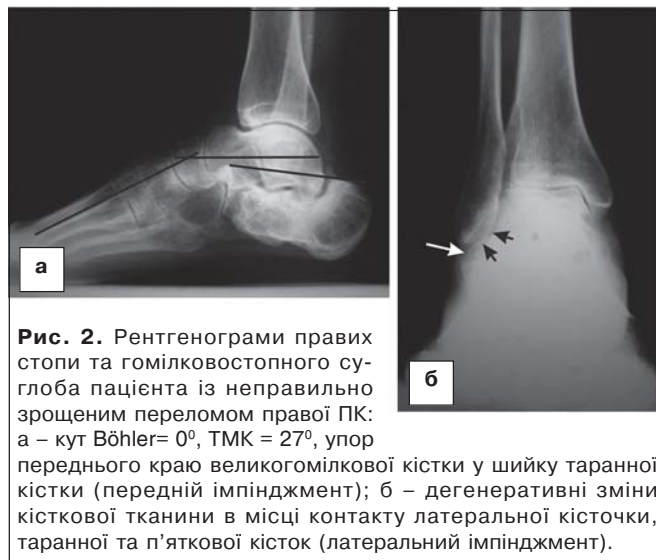 а
б
Рис. 2. Рентгенограми правих
стопи та гомілковостопного су-
глоба пацієнта із неправильно
зрощеним переломом правої ПК:
а – кут Böhler= 0⁰, ТМК = 27⁰, упор
переднього краю великогомілкової кістки у шийку таранної
кістки (передній імпінджмент); б – дегенеративні зміни
кісткової тканини в місці контакту латеральної кісточки,
таранної та п’яткової кісток (латеральний імпінджмент).